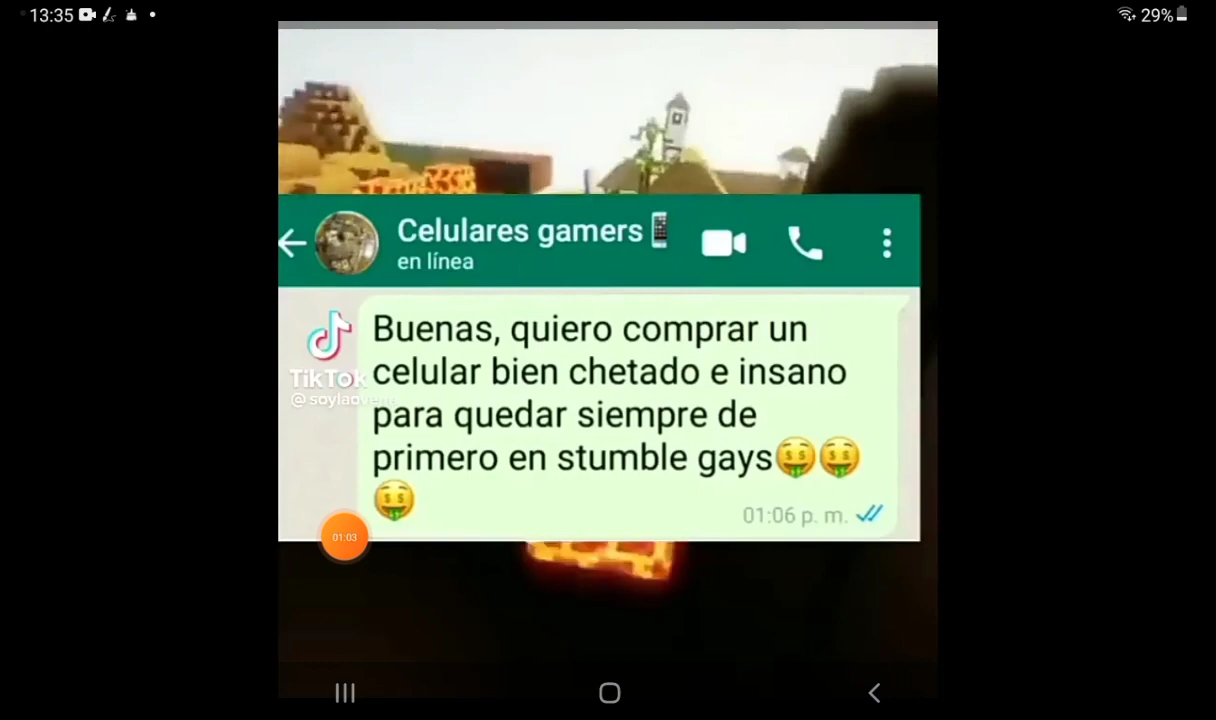 13:35
29%
Celulares gamers
en línea
Buenas, quiero comprar un
celular bien chetado e insano
para quedar siempre de
primero en stumble gays
01:06 p. m.
TikTok
@soylaoveja
01:03